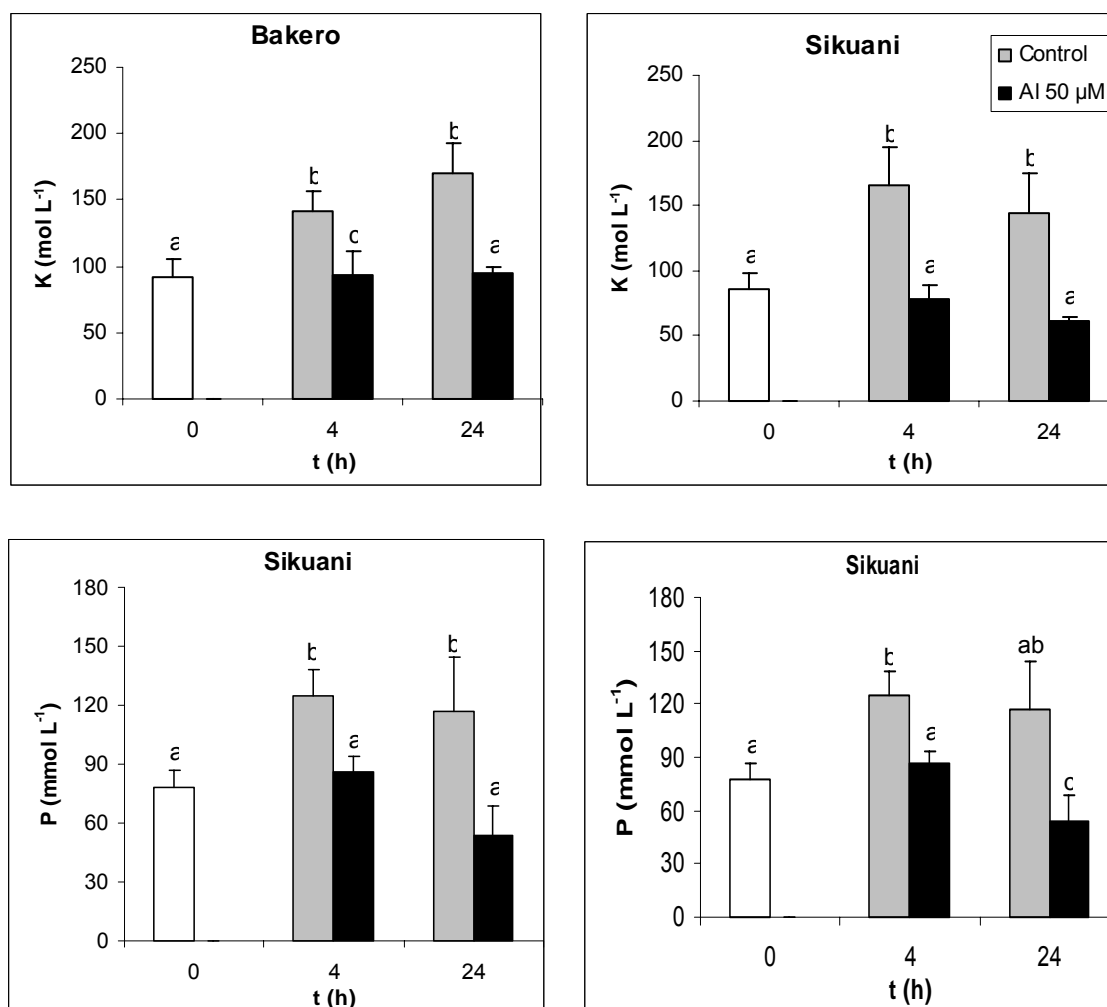 Bakero
250
200
150
100
50
0
K (mol L⁻¹)
a
b
c
b
a
0 4 24
t (h)
Sikuani
Control
Al 50 µM
250
200
150
100
50
0
K (mol L⁻¹)
a
b
a
b
a
0 4 24
t (h)
Sikuani
180
150
120
90
60
30
0
P (mmol L⁻¹)
a
b
a
b
a
0 4 24
t (h)
Sikuani
180
150
120
90
60
30
0
P (mmol L⁻¹)
a
b
a
ab
c
0 4 24
t (h)